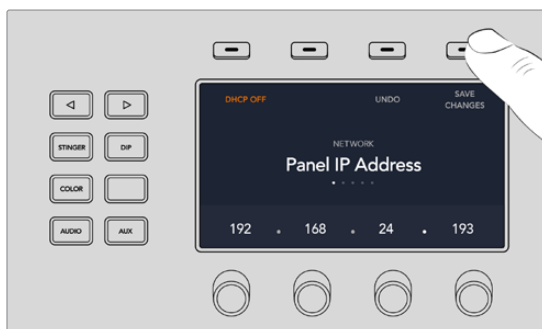 DHCP OFF
UNDO
SAVE
CHANGES
NETWORK
Panel IP Address
192 . 168 . 24 . 193
STINGER
DIP
COLOR
AUDIO
AUX